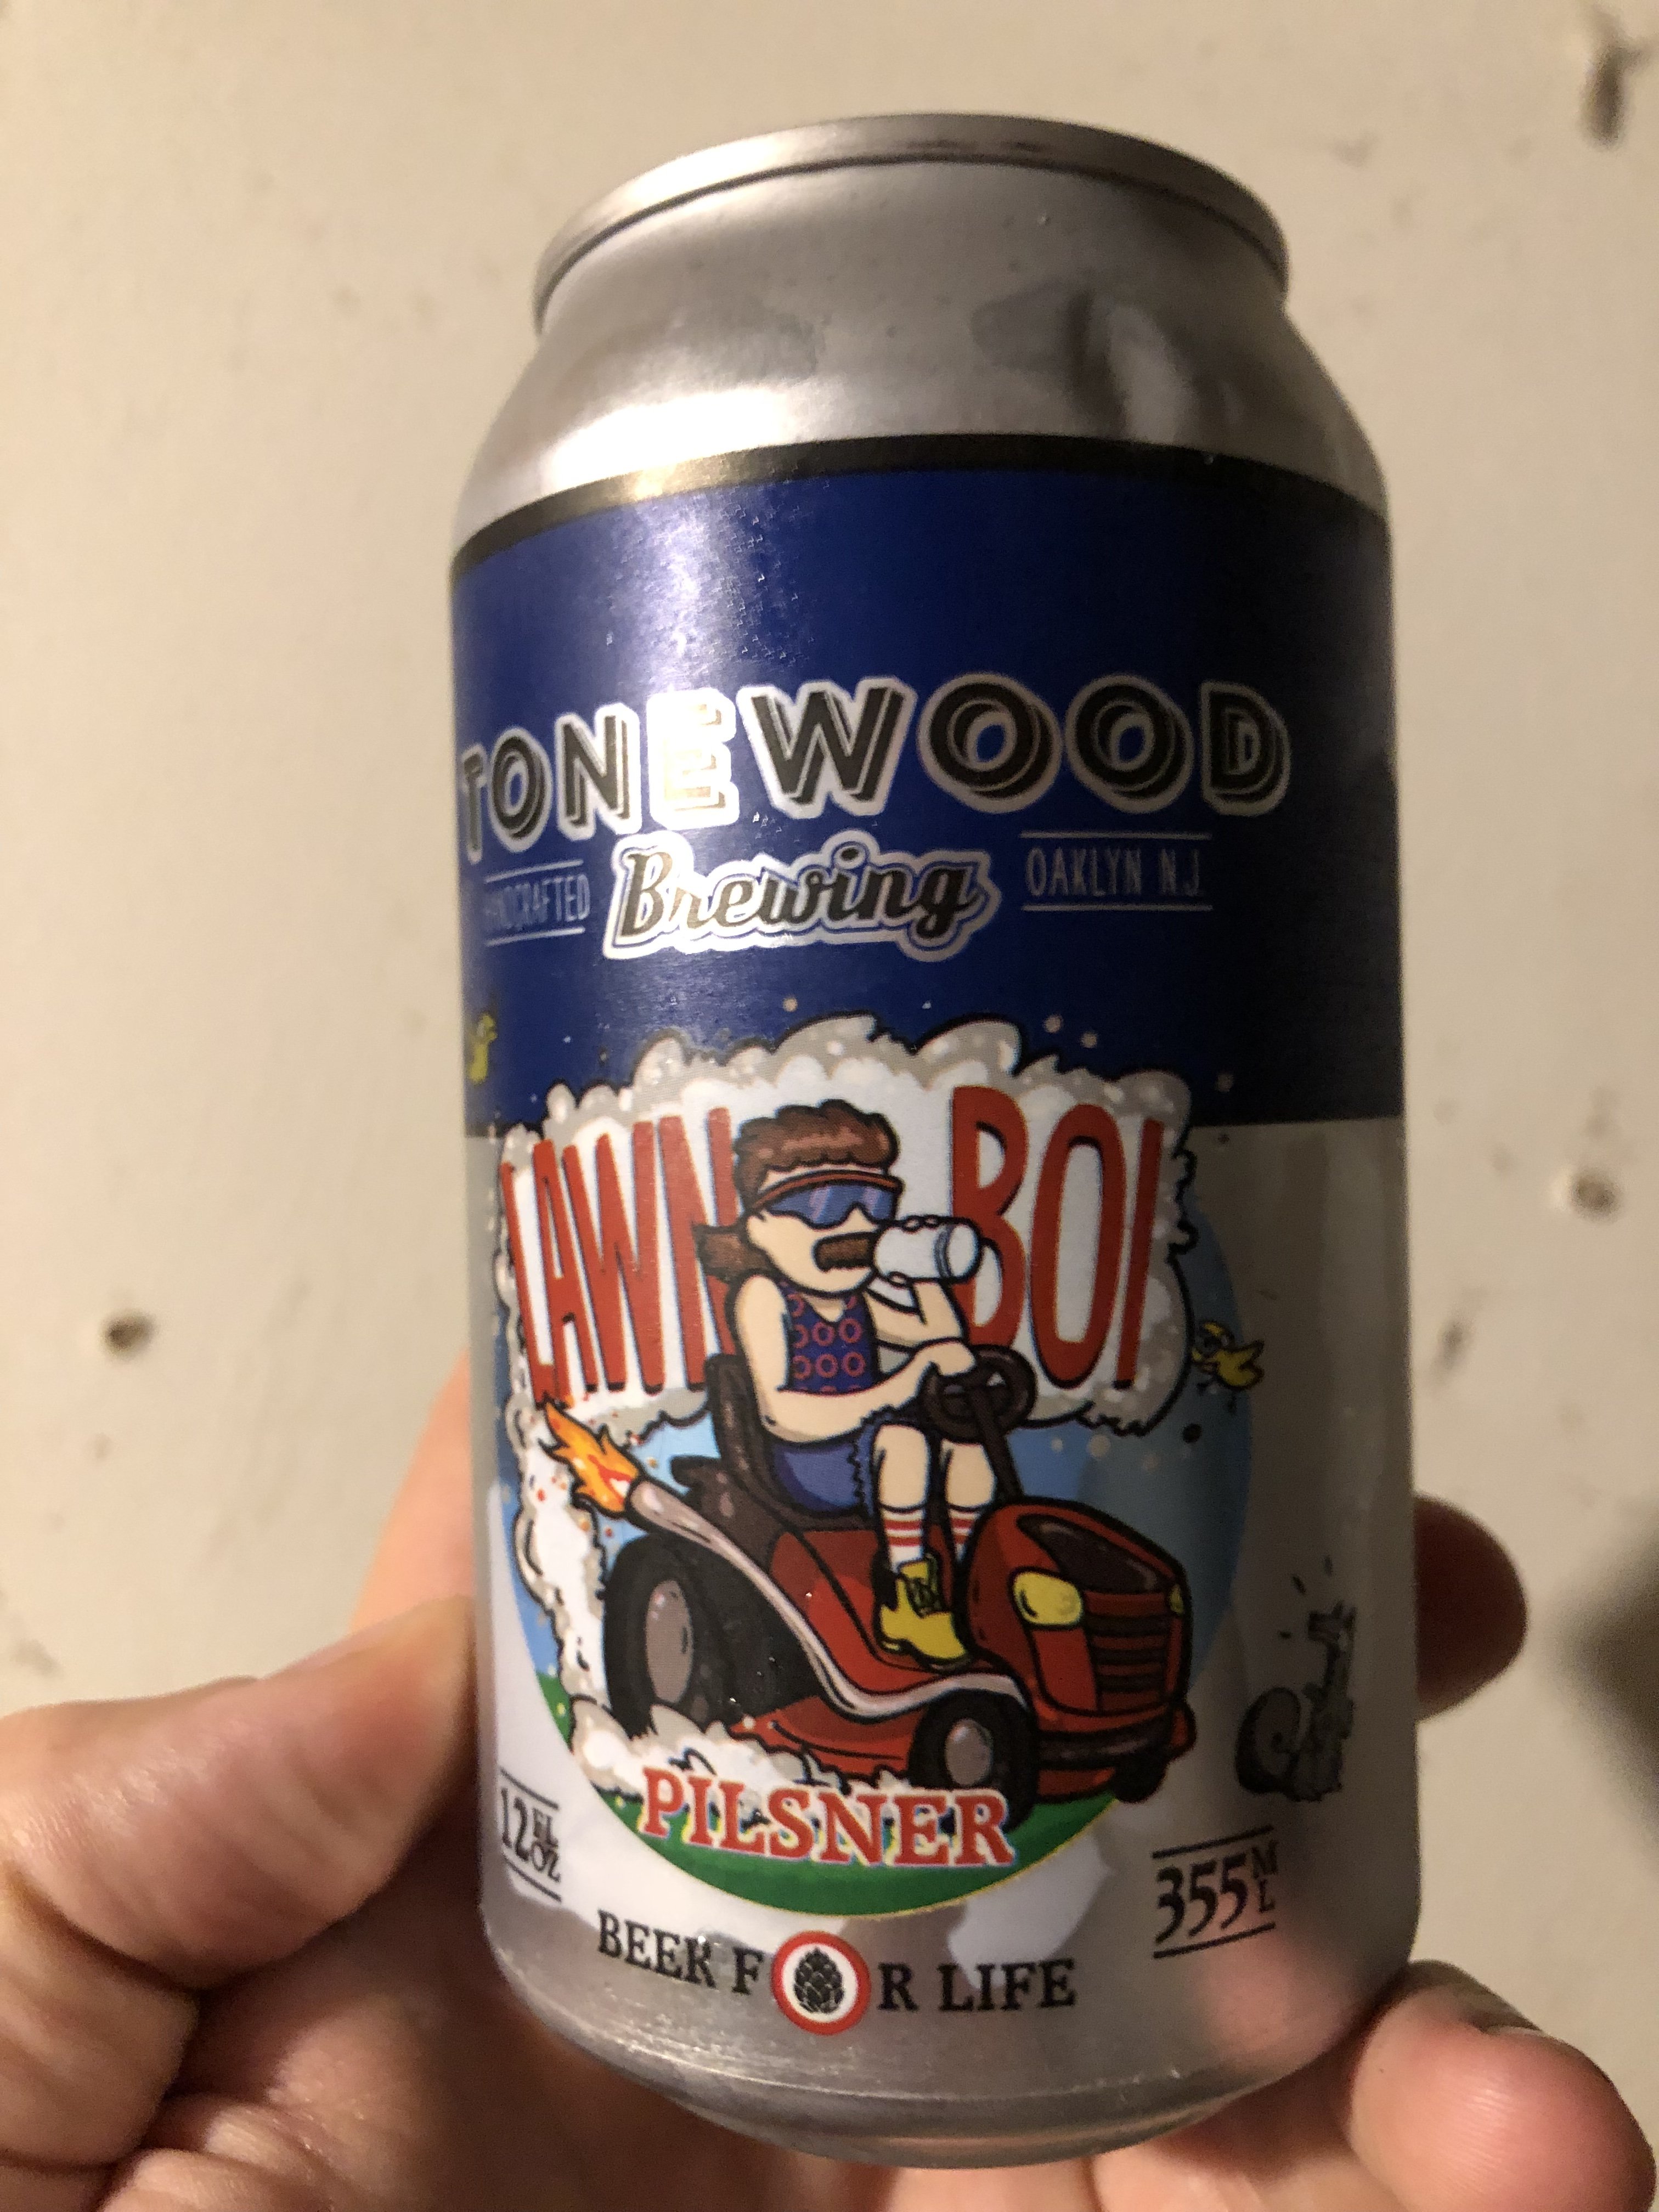 TONEWOOD
HANDCRAFTED Brewing OAKLYN N.J.
LAWN BOI
PILSNER
12 FL OZ
355 ML
BEER FOR LIFE